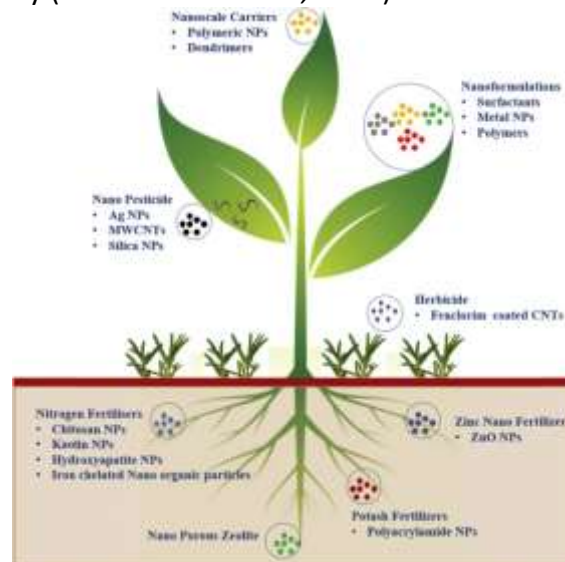 Nanoscale Carriers
• Polymeric NPs
• Dendrimers
Nanoformulations
• Surfactants
• Metal NPs
• Polymers
Nano Pesticide
• Ag NPs
• MWCNTs
• Silica NPs
Herbicide
• coated CNTs
Nitrogen Fertilizers
• Chitosan NPs
• Kaolin NPs
• Hydroxyapatite NPs
• Iron chelated Nano organic particles
Zinc Nano Fertilizer
• ZnO NPs
Potash Fertilizers
• Polyacrylamide NPs
Nano Porous Zeolite